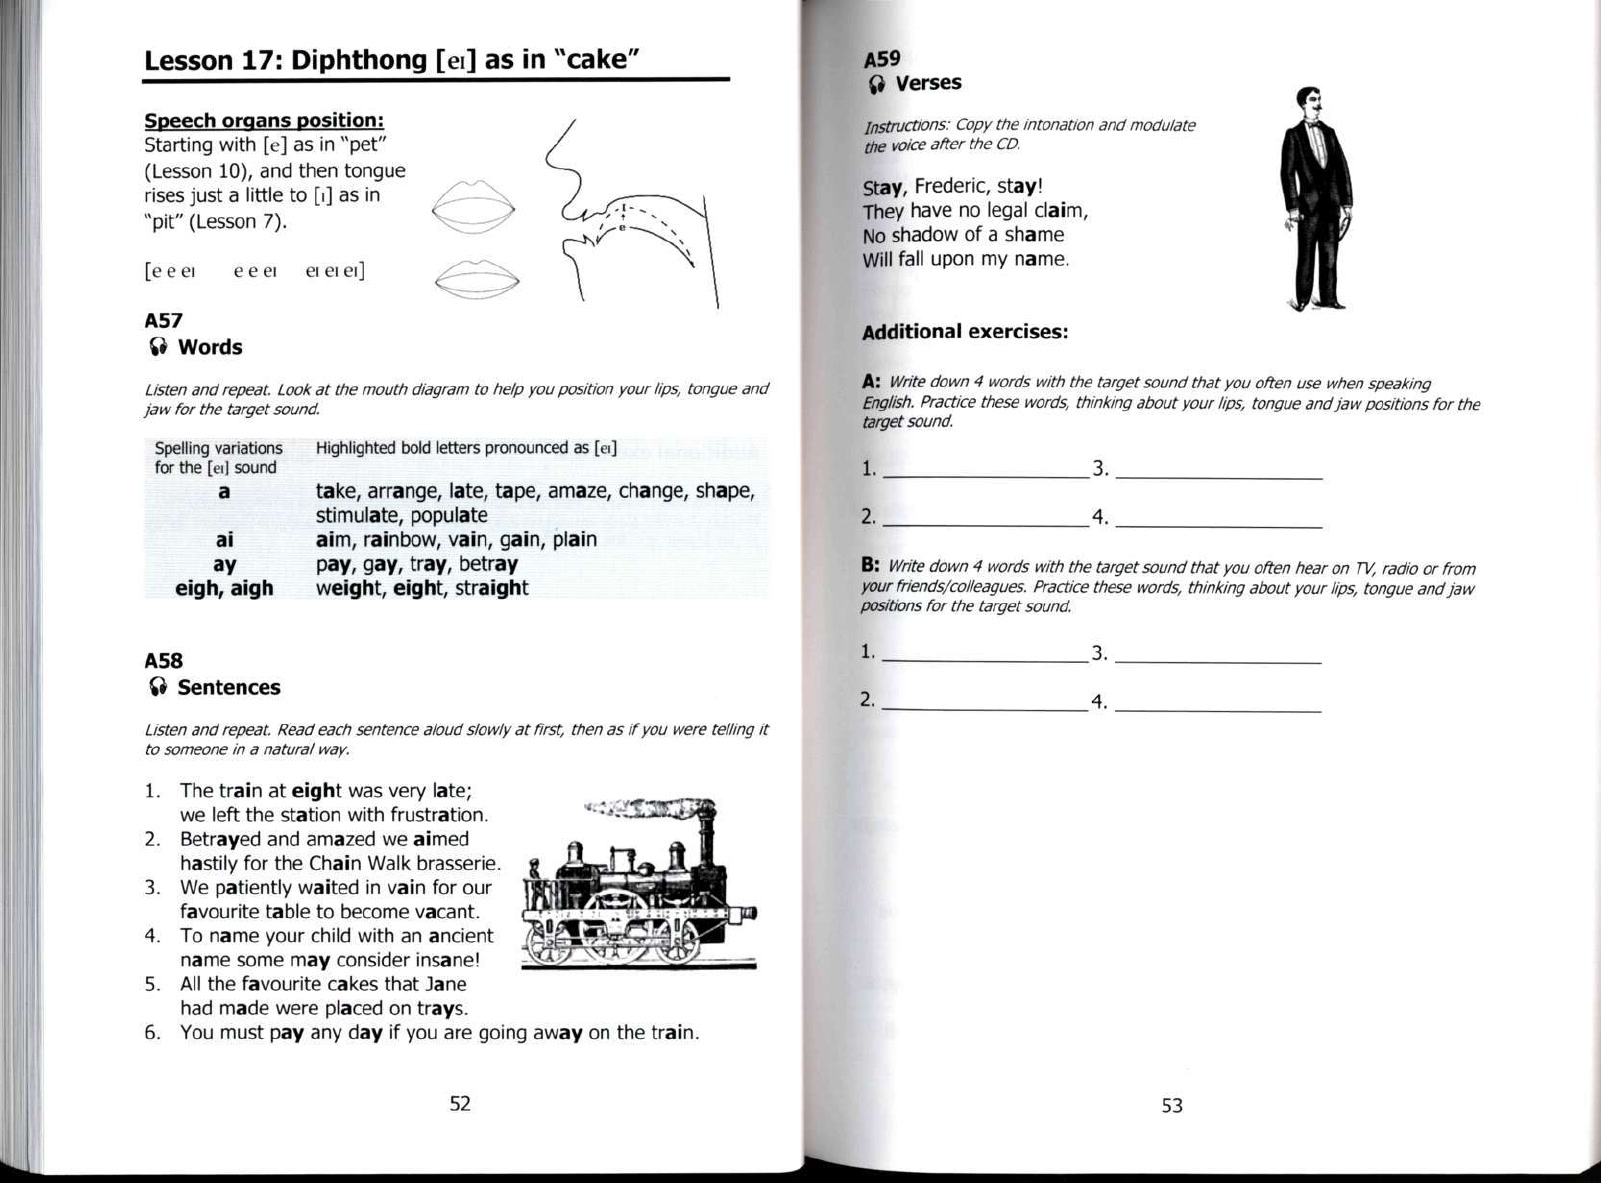 Lesson 17: Diphthong [eɪ] as in "cake"
Speech organs position:
Starting with [e] as in "pet"
(Lesson 10), and then tongue
rises just a little to [ɪ] as in
"pit" (Lesson 7).
[e e eɪ e e eɪ eɪ eɪ eɪ]
ɪ
e
A57
Words
Listen and repeat. Look at the mouth diagram to help you position your lips, tongue and
jaw for the target sound.
Spelling variations Highlighted bold letters pronounced as [eɪ]
for the [eɪ] sound
a take, arrange, late, tape, amaze, change, shape,
stimulate, populate
ai aim, rainbow, vain, gain, plain
ay pay, gay, tray, betray
eigh, aigh weight, eight, straight
A58
Sentences
Listen and repeat. Read each sentence aloud slowly at first, then as if you were telling it
to someone in a natural way.
1. The train at eight was very late;
we left the station with frustration.
2. Betrayed and amazed we aimed
hastily for the Chain Walk brasserie.
3. We patiently waited in vain for our
favourite table to become vacant.
4. To name your child with an ancient
name some may consider insane!
5. All the favourite cakes that Jane
had made were placed on trays.
6. You must pay any day if you are going away on the train.
52
A59
Verses
Instructions: Copy the intonation and modulate
the voice after the CD.
Stay, Frederic, stay!
They have no legal claim,
No shadow of a shame
Will fall upon my name.
Additional exercises:
A: Write down 4 words with the target sound that you often use when speaking
English. Practice these words, thinking about your lips, tongue and jaw positions for the
target sound.
1. 3.
2. 4.
B: Write down 4 words with the target sound that you often hear on TV, radio or from
your friends/colleagues. Practice these words, thinking about your lips, tongue and jaw
positions for the target sound.
1. 3.
2. 4.
53